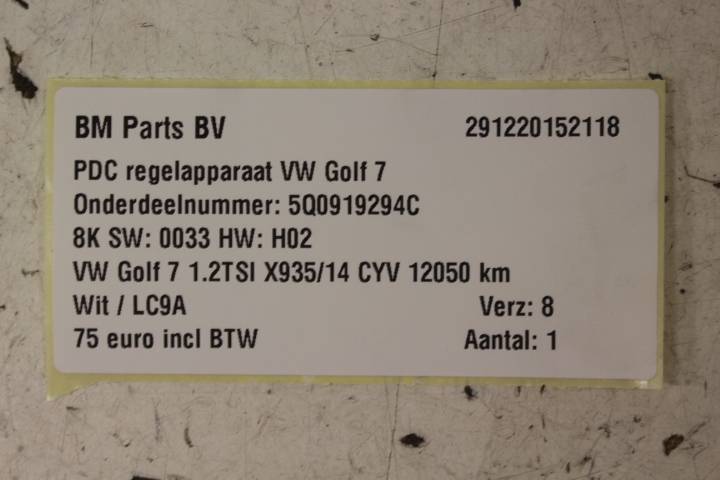 BM Parts BV 291220152118
PDC regelapparaat VW Golf 7
Onderdeelnummer: 5Q0919294C
8K SW: 0033 HW: H02
VW Golf 7 1.2TSI X935/14 CYV 12050 km
Wit / LC9A Verz: 8
75 euro incl BTW Aantal: 1